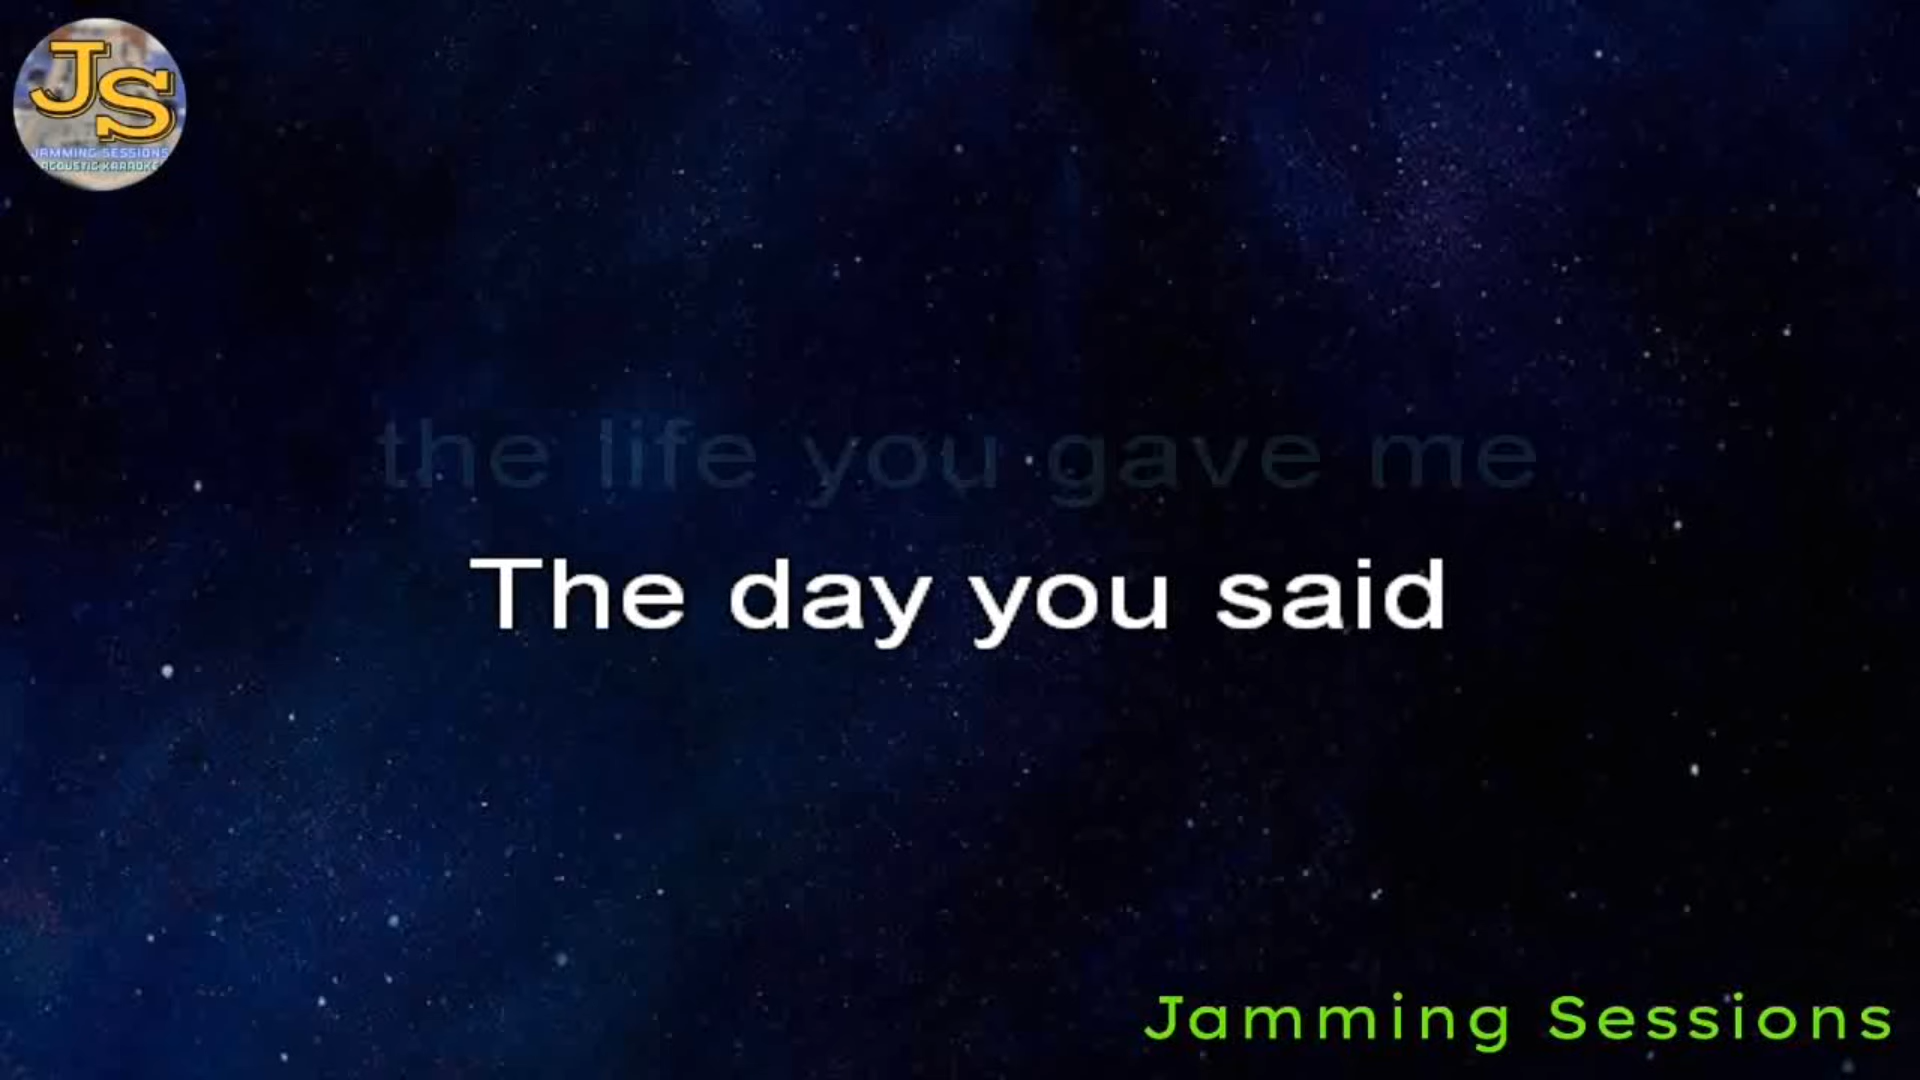 JS
JAMMING SESSIONS
ACOUSTIC KARAOKE
the life you gave me
The day you said
Jamming Sessions